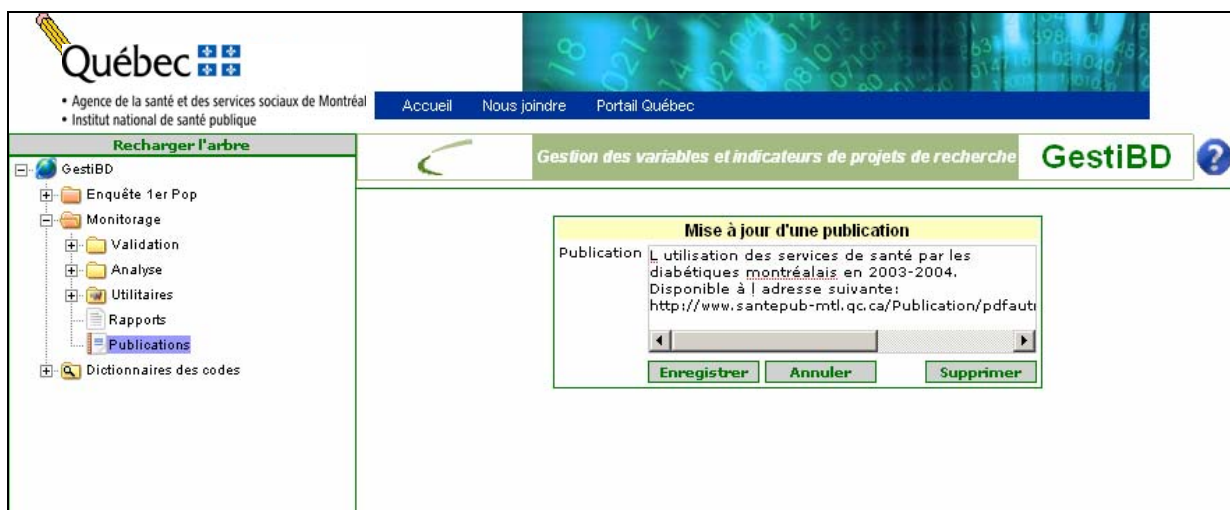 Québec
• Agence de la santé et des services sociaux de Montréal
• Institut national de santé publique
Accueil Nous joindre Portail Québec
Recharger l'arbre
GestiBD
Enquête 1er Pop
Monitorage
Validation
Analyse
Utilitaires
Rapports
Publications
Dictionnaires des codes
Gestion des variables et indicateurs de projets de recherche
GestiBD
?
Mise à jour d'une publication
Publication
L utilisation des services de santé par les
diabétiques montréalais en 2003-2004.
Disponible à l adresse suivante:
http://www.santepub-mtl.qc.ca/Publication/pdfaut
Enregistrer Annuler Supprimer